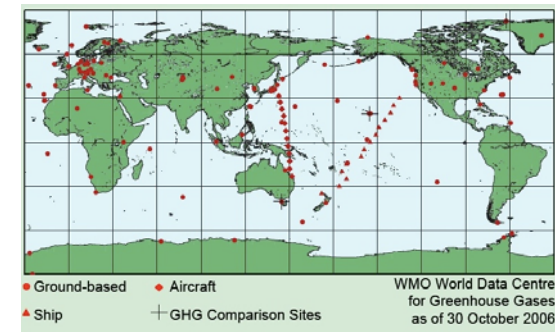 Ground-based
Aircraft
Ship
GHG Comparison Sites
WMO World Data Centre
for Greenhouse Gases
as of 30 October 2006